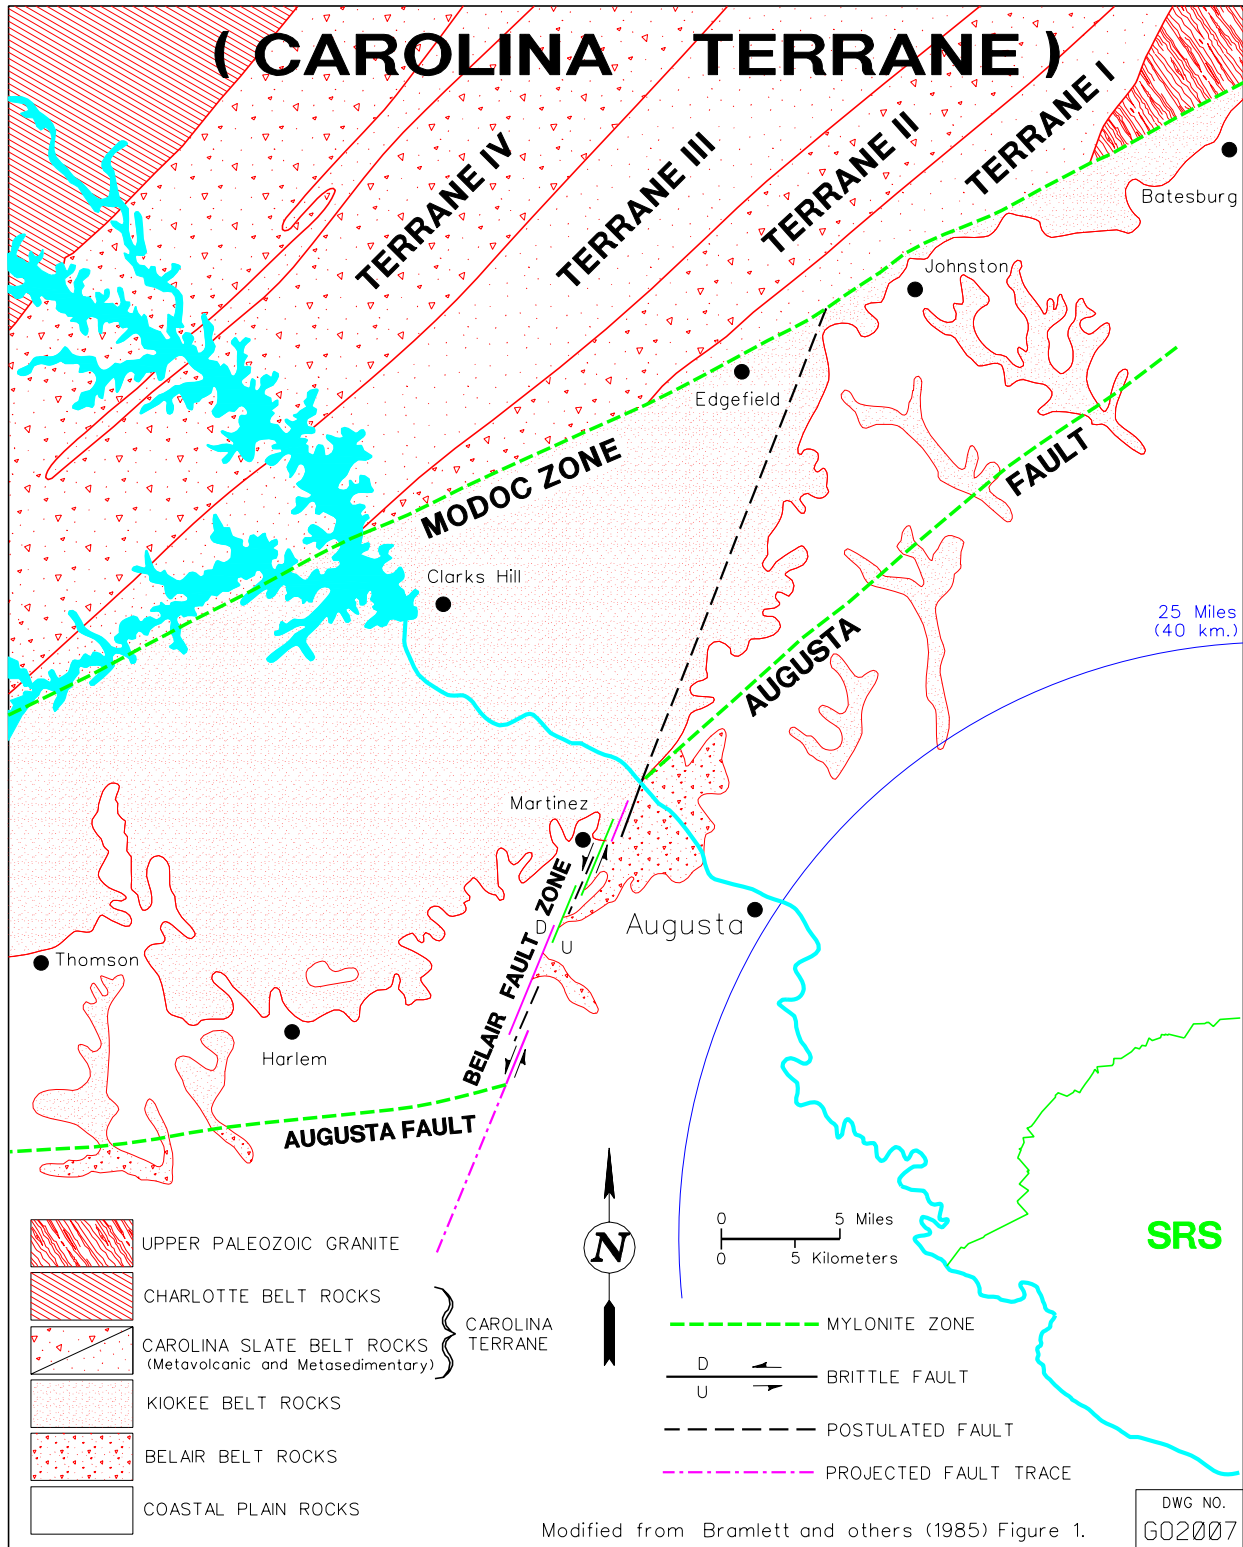 ( CAROLINA TERRANE )
TERRANE IV
TERRANE III
TERRANE II
TERRANE I
Batesburg
Johnston
Edgefield
MODOC ZONE
FAULT
AUGUSTA
Clarks Hill
25 Miles
(40 km.)
Martinez
BELAIR FAULT ZONE
D
U
Augusta
Thomson
Harlem
AUGUSTA FAULT
N
0 5 Miles
0 5 Kilometers
SRS
UPPER PALEOZOIC GRANITE
CHARLOTTE BELT ROCKS
CAROLINA SLATE BELT ROCKS
(Metavolcanic and Metasedimentary)
CAROLINA
TERRANE
KIOKEE BELT ROCKS
BELAIR BELT ROCKS
COASTAL PLAIN ROCKS
MYLONITE ZONE
D
U
BRITTLE FAULT
POSTULATED FAULT
PROJECTED FAULT TRACE
Modified from Bramlett and others (1985) Figure 1.
DWG NO.
GO2007